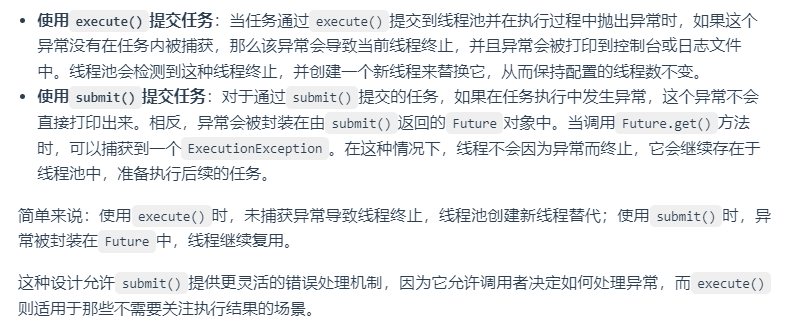 • 使用 execute() 提交任务：当任务通过 execute() 提交到线程池并在执行过程中抛出异常时，如果这个
异常没有在任务内被捕获，那么该异常会导致当前线程终止，并且异常会被打印到控制台或日志文件
中。线程池会检测到这种线程终止，并创建一个新线程来替换它，从而保持配置的线程数不变。
• 使用 submit() 提交任务：对于通过 submit() 提交的任务，如果在任务执行中发生异常，这个异常不会
直接打印出来。相反，异常会被封装在由 submit() 返回的 Future 对象中。当调用 Future.get() 方法
时，可以捕获到一个 ExecutionException 。在这种情况下，线程不会因为异常而终止，它会继续存在于
线程池中，准备执行后续的任务。
简单来说：使用 execute() 时，未捕获异常导致线程终止，线程池创建新线程替代；使用 submit() 时，异
常被封装在 Future 中，线程继续复用。
这种设计允许 submit() 提供更灵活的错误处理机制，因为它允许调用者决定如何处理异常，而 execute()
则适用于那些不需要关注执行结果的场景。